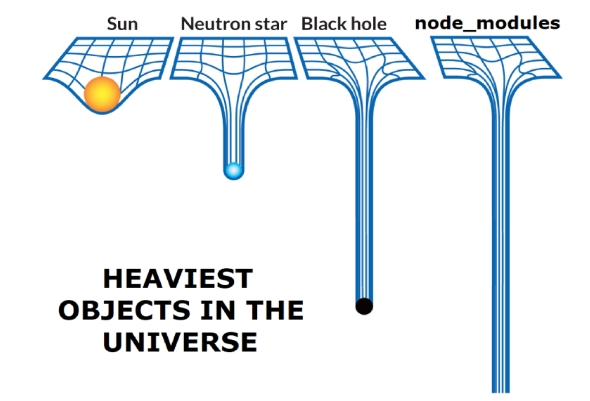 Sun Neutron star Black hole node_modules
HEAVIEST
OBJECTS IN THE
UNIVERSE